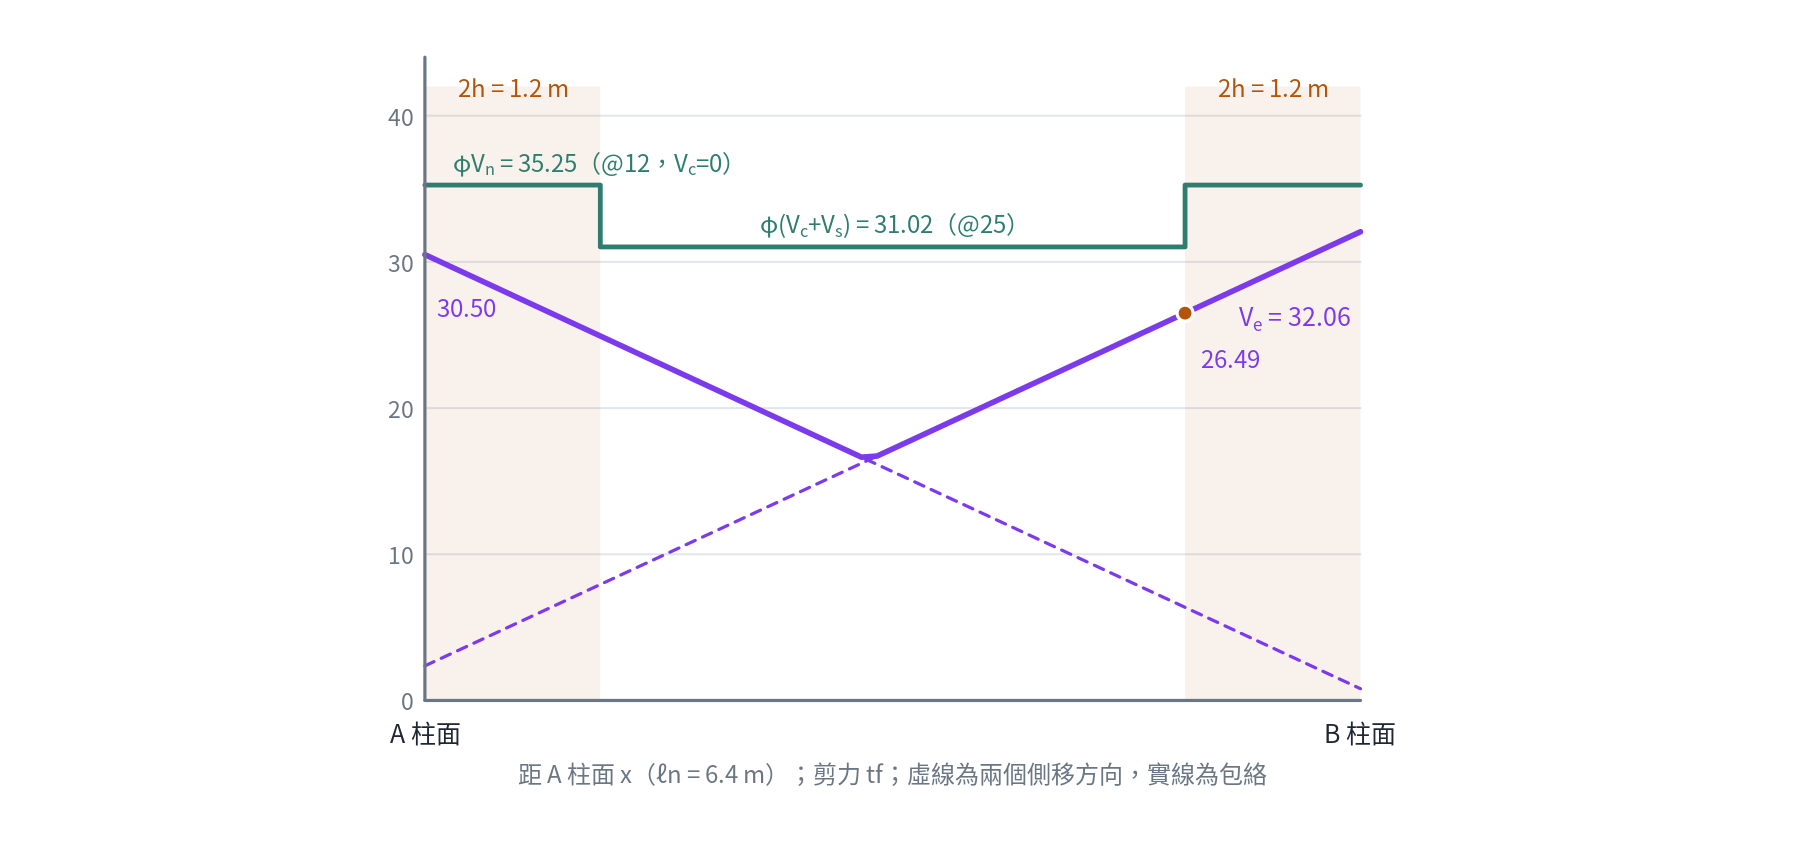 2h = 1.2 m
2h = 1.2 m
40
ϕVₙ = 35.25（@12，V꜀=0）
ϕ(V꜀+Vₛ) = 31.02（@25）
30
30.50
Vₑ = 32.06
26.49
20
10
0
A 柱面
B 柱面
距 A 柱面 x（ℓn = 6.4 m）；剪力 tf；虛線為兩個側移方向，實線為包絡